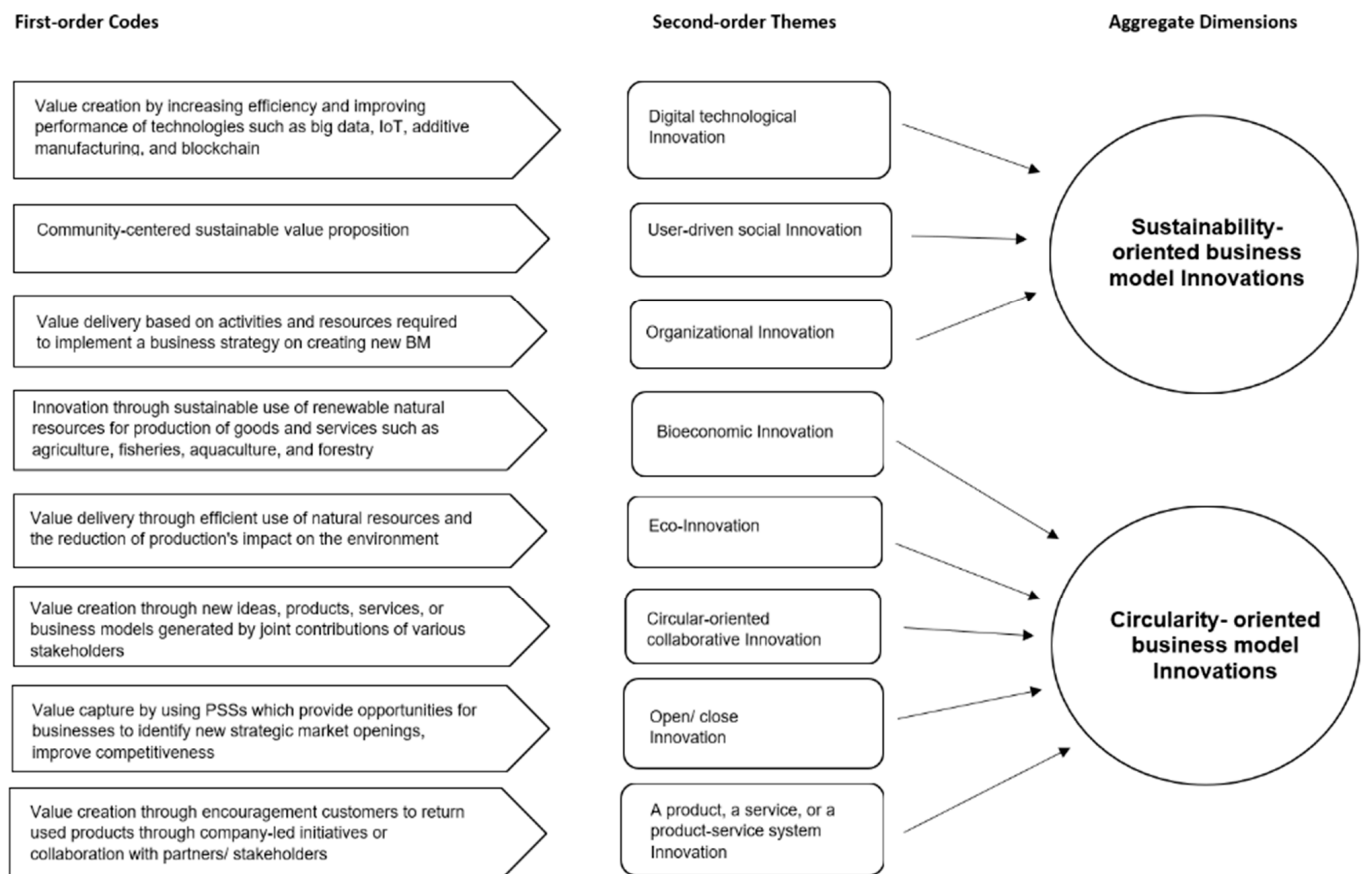 First-order Codes
Second-order Themes
Aggregate Dimensions
Value creation by increasing efficiency and improving
performance of technologies such as big data, IoT, additive
manufacturing, and blockchain
Digital technological
Innovation
Community-centered sustainable value proposition
User-driven social Innovation
Value delivery based on activities and resources required
to implement a business strategy on creating new BM
Organizational Innovation
Sustainability-
oriented business
model Innovations
Innovation through sustainable use of renewable natural
resources for production of goods and services such as
agriculture, fisheries, aquaculture, and forestry
Bioeconomic Innovation
Value delivery through efficient use of natural resources and
the reduction of production's impact on the environment
Eco-Innovation
Value creation through new ideas, products, services, or
business models generated by joint contributions of various
stakeholders
Circular-oriented
collaborative Innovation
Value capture by using PSSs which provide opportunities for
businesses to identify new strategic market openings,
improve competitiveness
Open/ close
Innovation
Value creation through encouragement customers to return
used products through company-led initiatives or
collaboration with partners/ stakeholders
A product, a service, or a
product-service system
Innovation
Circularity- oriented
business model
Innovations